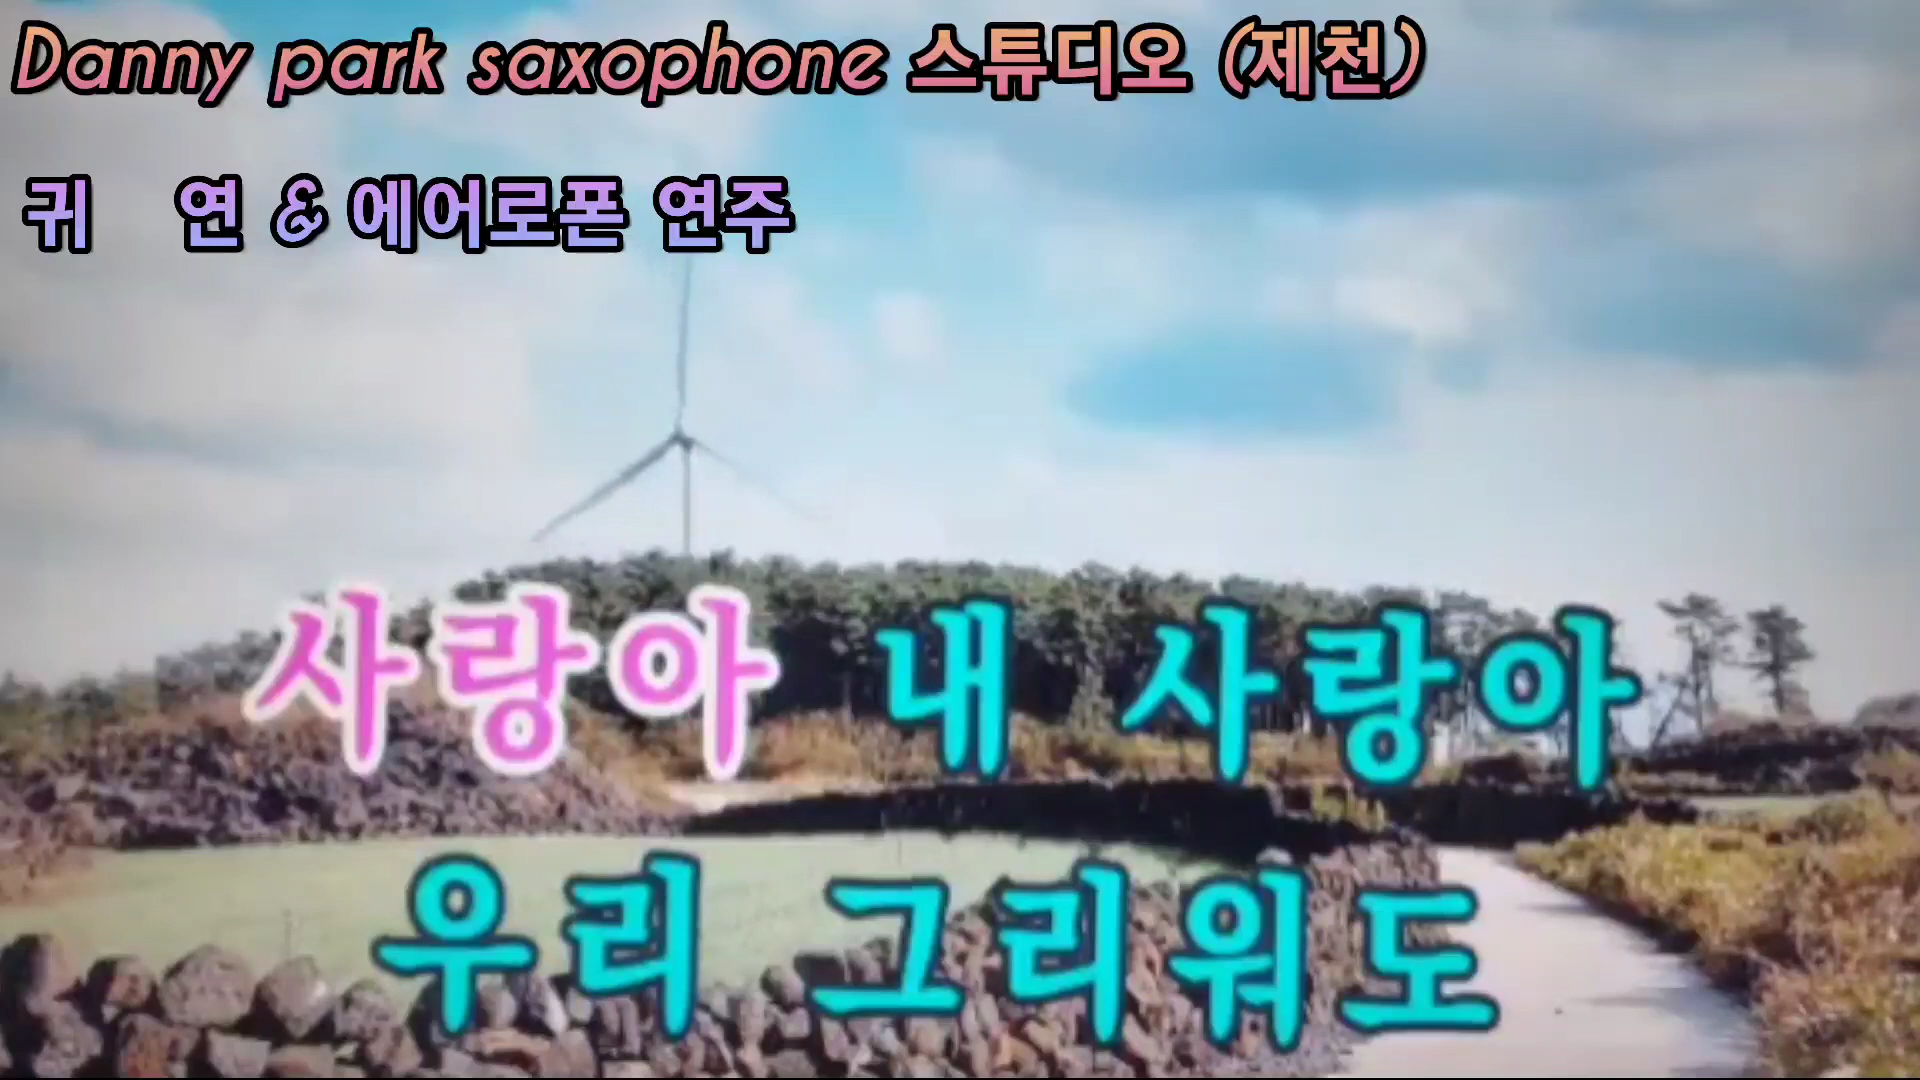 Danny park saxophone 스튜디오 (제천)
귀 연 & 에어로폰 연주
사랑아 내 사랑아
우리 그리워도